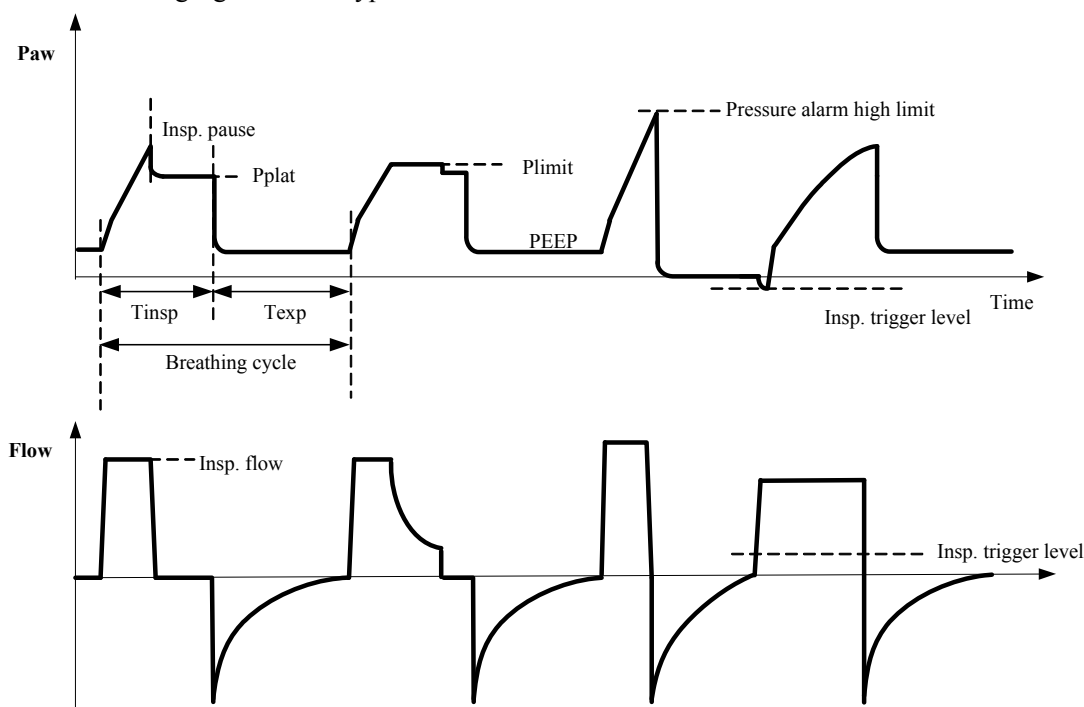 Paw
Pressure alarm high limit
Insp. pause
Pplat
Plimit
PEEP
Tinsp
Texp
Time
Insp. trigger level
Breathing cycle
Flow
Insp. flow
Insp. trigger level